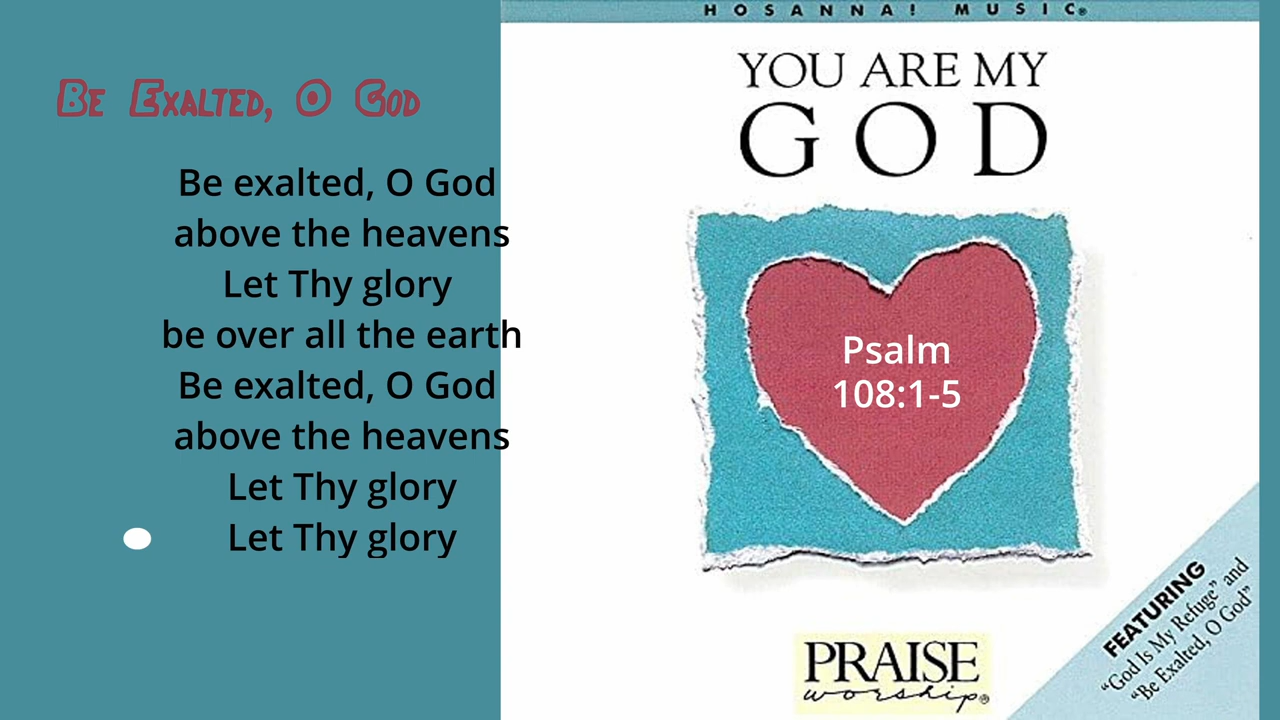 Be Exalted, O God
Be exalted, O God
above the heavens
Let Thy glory
be over all the earth
Be exalted, O God
above the heavens
Let Thy glory
Let Thy glory
HOSANNA! MUSIC®
YOU ARE MY
GOD
Psalm
108:1-5
FEATURING
“God Is My Refuge” and
“Be Exalted, O God”
PRAISE
worship®